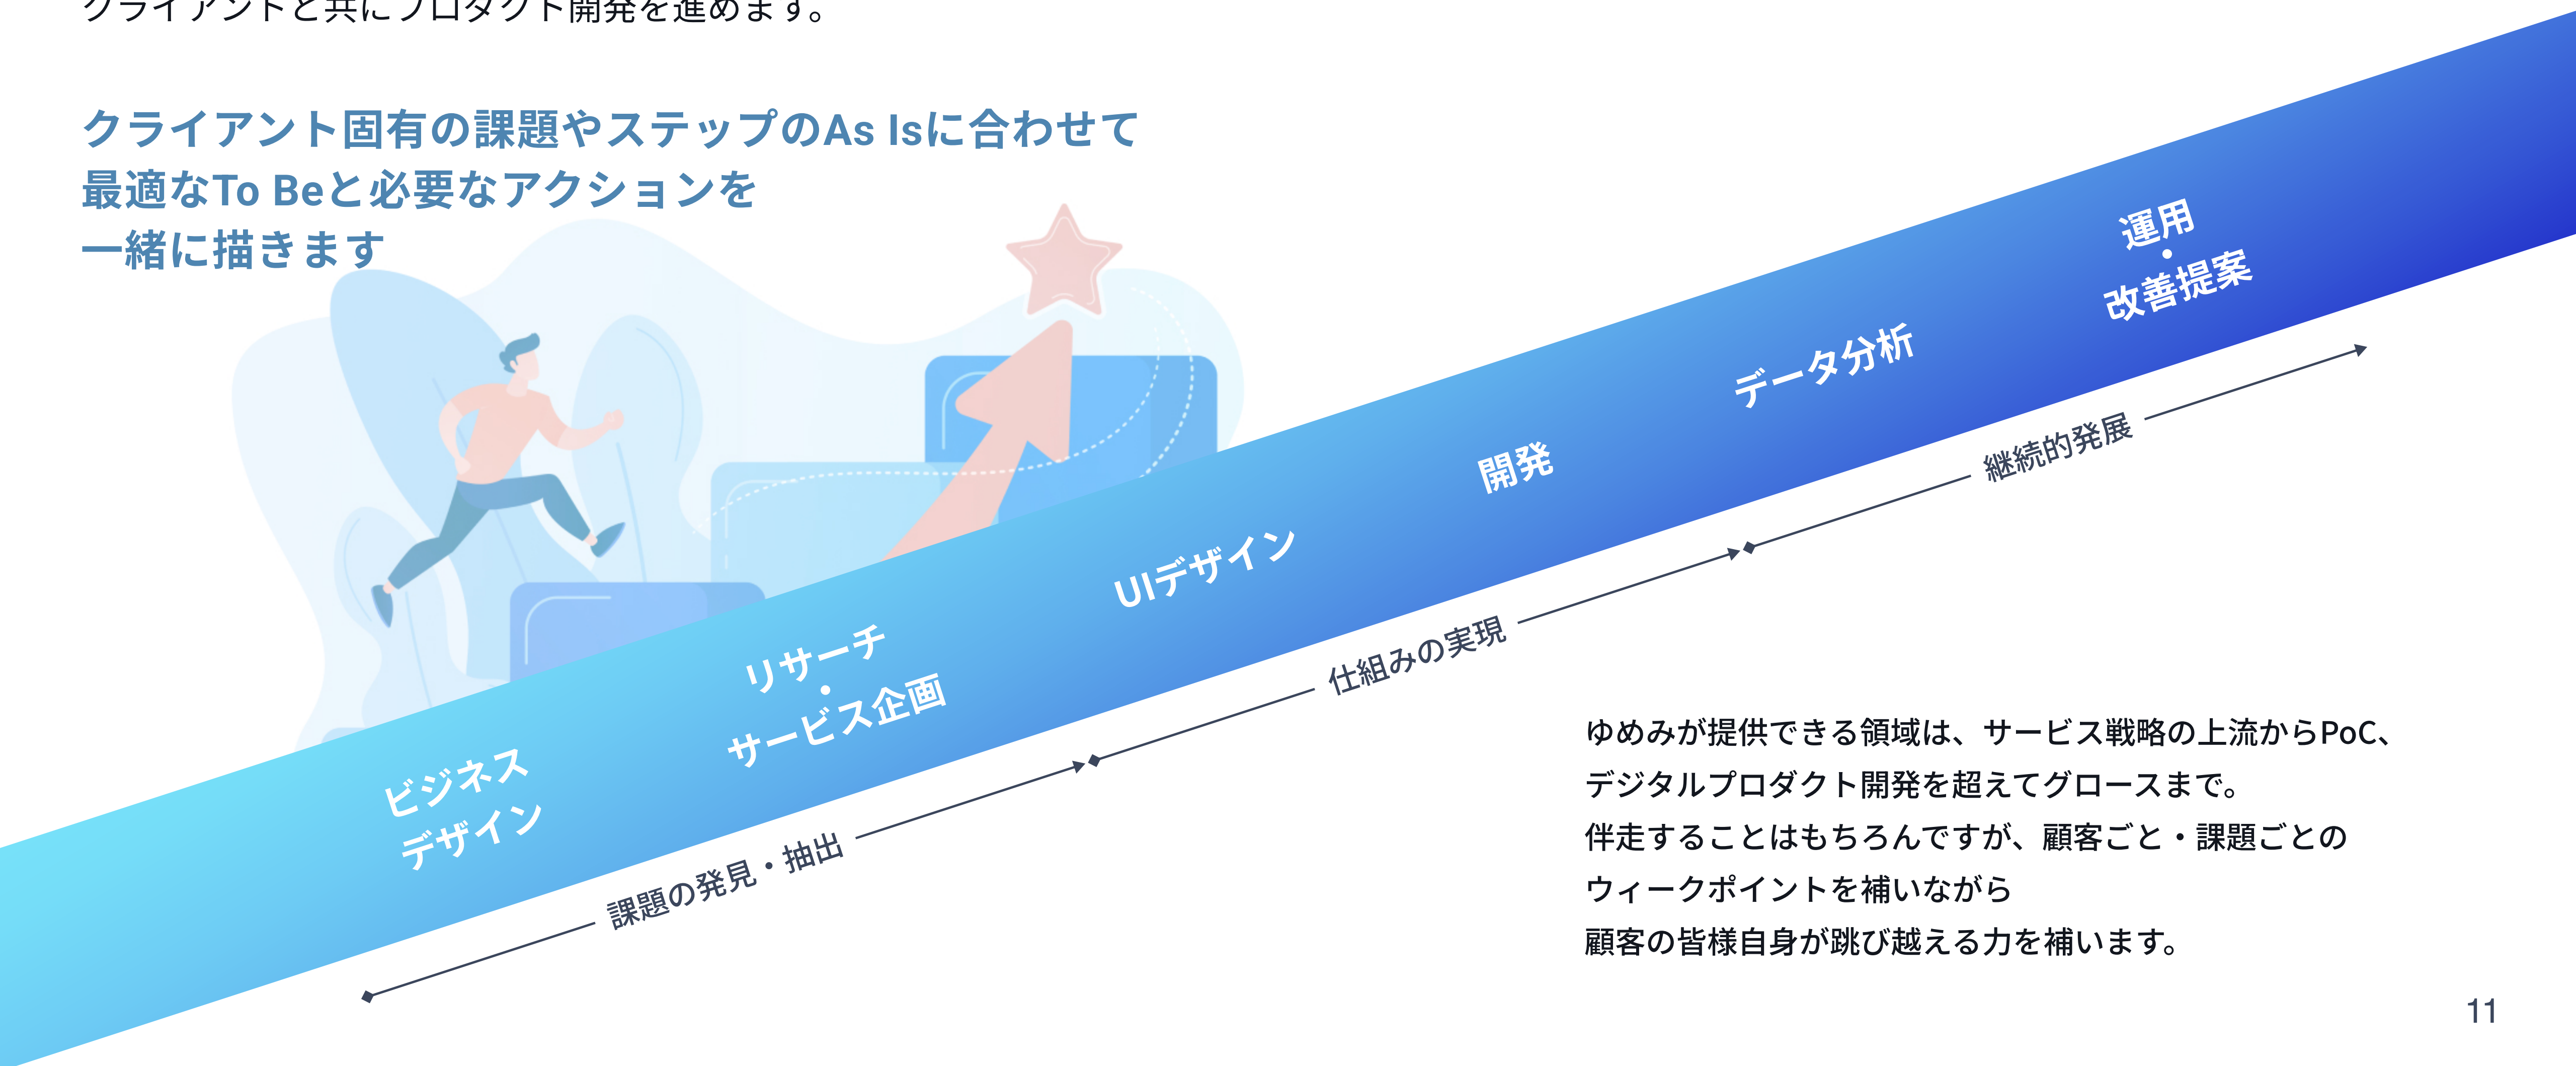 クライアントと共にプロダクト開発を進めます。
クライアント固有の課題やステップのAs Isに合わせて
最適なTo Beと必要なアクションを
一緒に描きます
ビジネス
デザイン
リサーチ
・
サービス企画
UIデザイン
開発
データ分析
運用
・
改善提案
課題の発見・抽出
仕組みの実現
継続的発展
ゆめみが提供できる領域は、サービス戦略の上流からPoC、
デジタルプロダクト開発を超えてグロースまで。
伴走することはもちろんですが、顧客ごと・課題ごとの
ウィークポイントを補いながら
顧客の皆様自身が跳び越える力を補います。
11